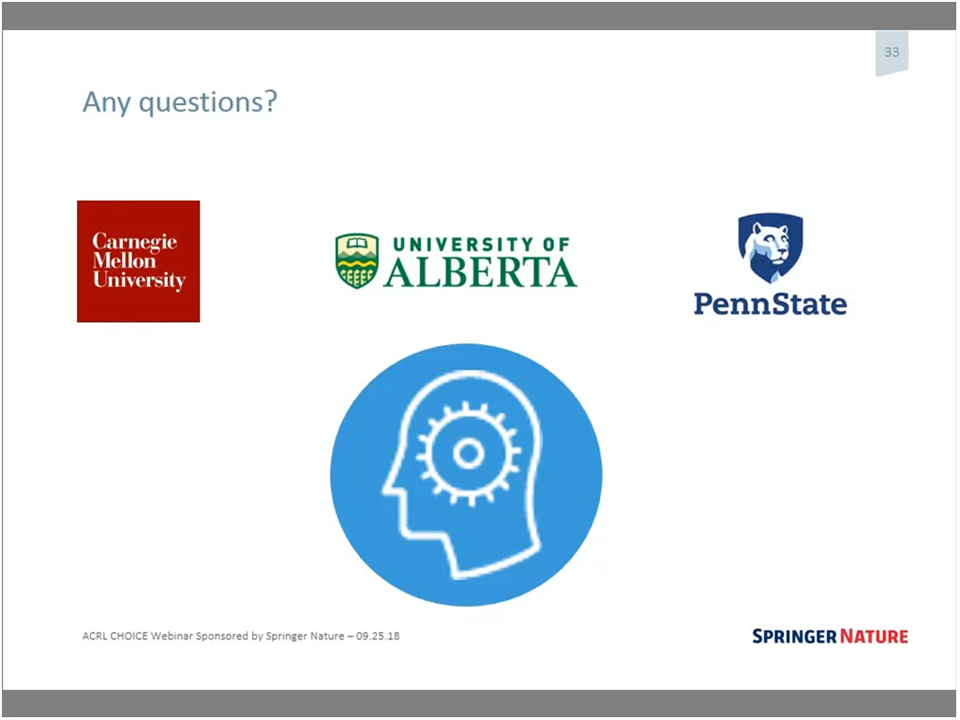 33
Any questions?
Carnegie
Mellon
University
UNIVERSITY OF
ALBERTA
PennState
ACRL CHOICE Webinar Sponsored by Springer Nature – 09.25.18
SPRINGER NATURE